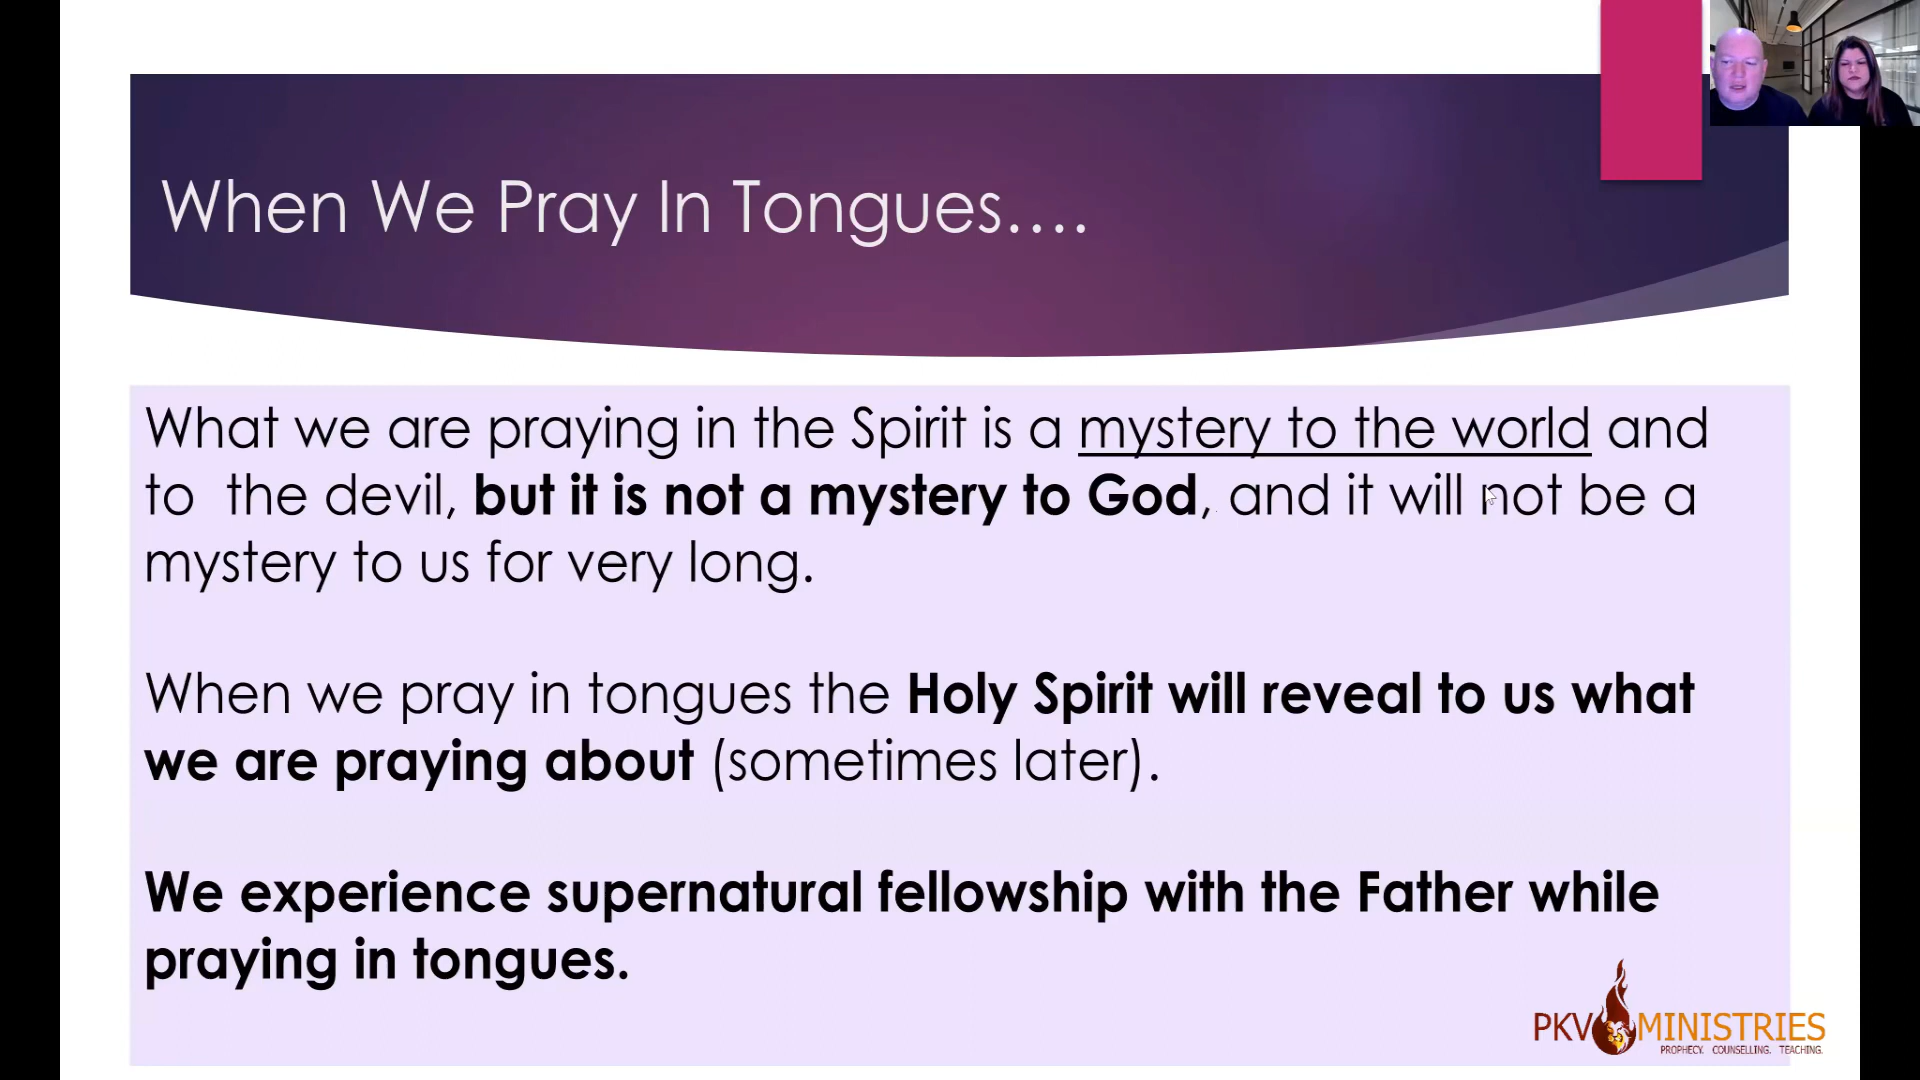 When We Pray In Tongues....
What we are praying in the Spirit is a mystery to the world and
to the devil, but it is not a mystery to God, and it will not be a
mystery to us for very long.
When we pray in tongues the Holy Spirit will reveal to us what
we are praying about (sometimes later).
We experience supernatural fellowship with the Father while
praying in tongues.
PKV MINISTRIES
PROPHECY. COUNSELLING. TEACHING.